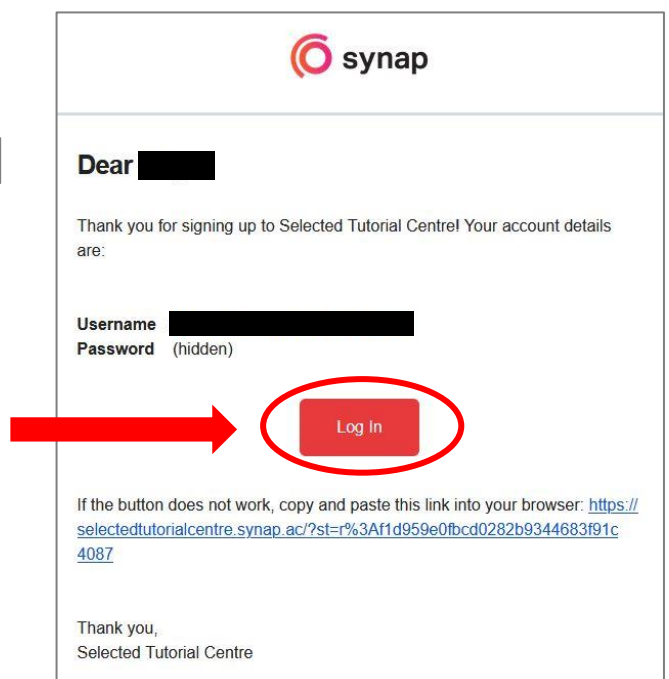 synap
Dear
Thank you for signing up to Selected Tutorial Centre! Your account details
are:
Username
Password (hidden)
Log In
If the button does not work, copy and paste this link into your browser: https://
selectedtutorialcentre.synap.ac/?st=r%3Af1d959e0fbcd0282b9344683f91c
4087
Thank you,
Selected Tutorial Centre